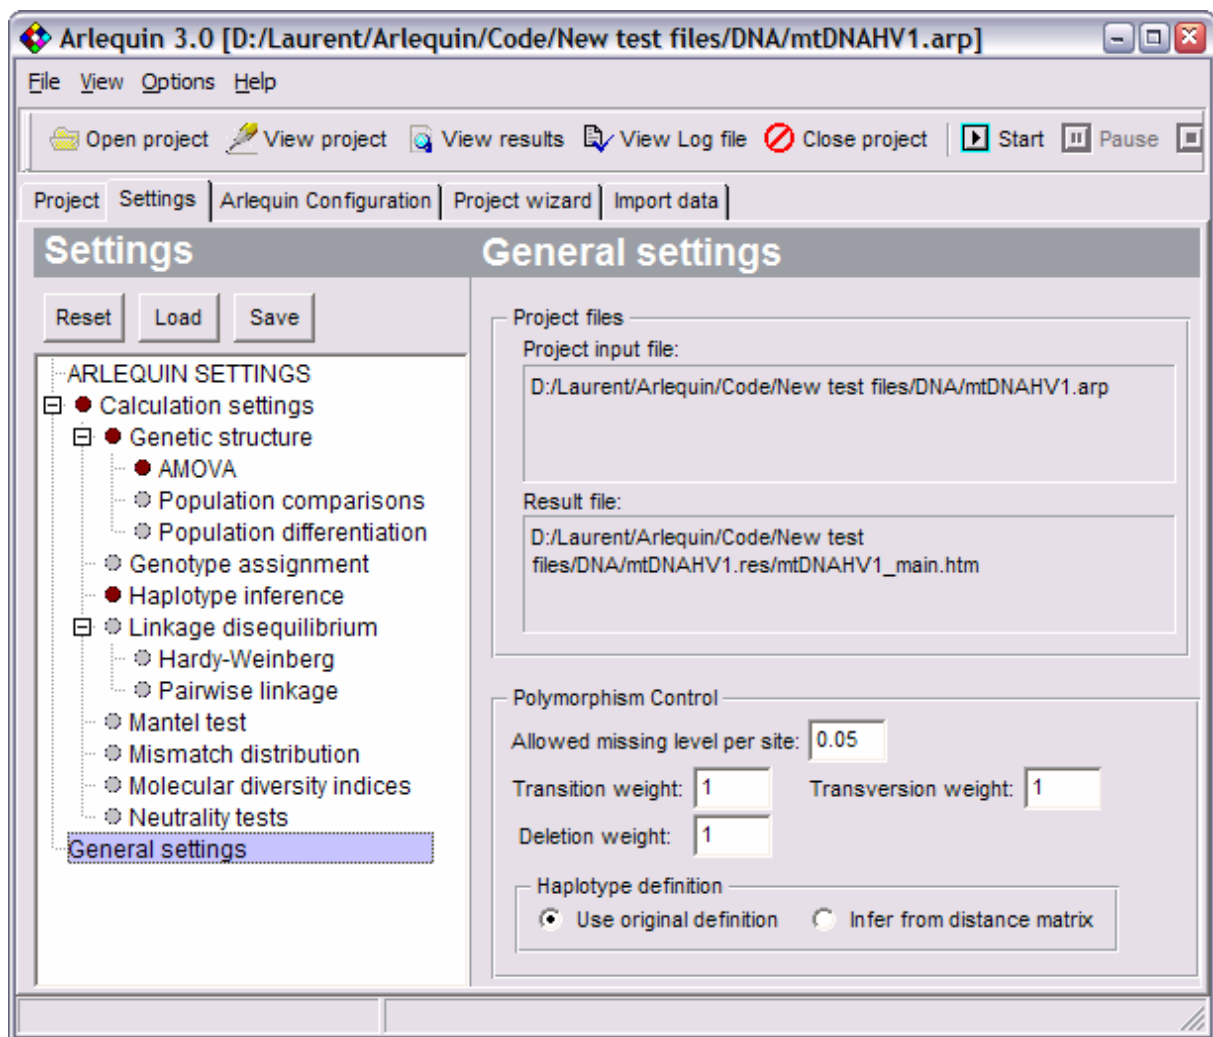 Arlequin 3.0 [D:/Laurent/Arlequin/Code/New test files/DNA/mtDNAHV1.arp]
File View Options Help
Open project View project View results View Log file Close project Start Pause
Project Settings Arlequin Configuration Project wizard Import data
Settings
General settings
Reset Load Save
ARLEQUIN SETTINGS
Calculation settings
Genetic structure
AMOVA
Population comparisons
Population differentiation
Genotype assignment
Haplotype inference
Linkage disequilibrium
Hardy-Weinberg
Pairwise linkage
Mantel test
Mismatch distribution
Molecular diversity indices
Neutrality tests
General settings
Project files
Project input file:
D:/Laurent/Arlequin/Code/New test files/DNA/mtDNAHV1.arp
Result file:
D:/Laurent/Arlequin/Code/New test
files/DNA/mtDNAHV1.res/mtDNAHV1_main.htm
Polymorphism Control
Allowed missing level per site: 0.05
Transition weight: 1 Transversion weight: 1
Deletion weight: 1
Haplotype definition
Use original definition Infer from distance matrix